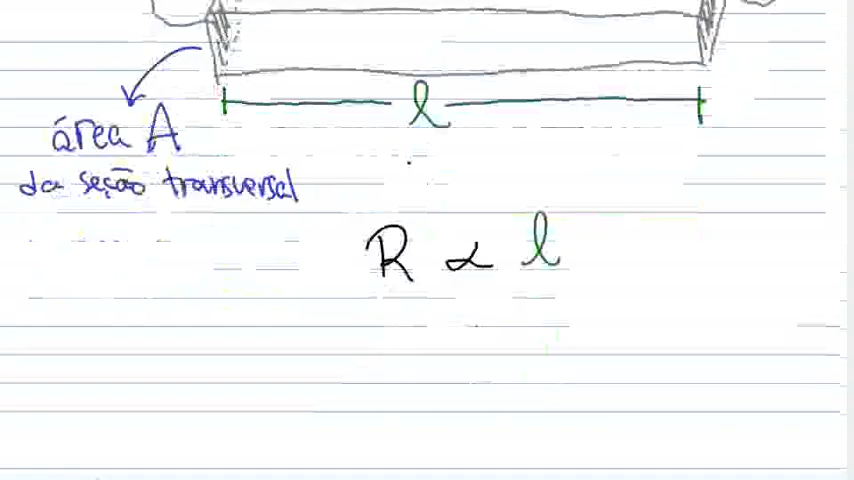 l
área A
da seção transversal
R ∝ l